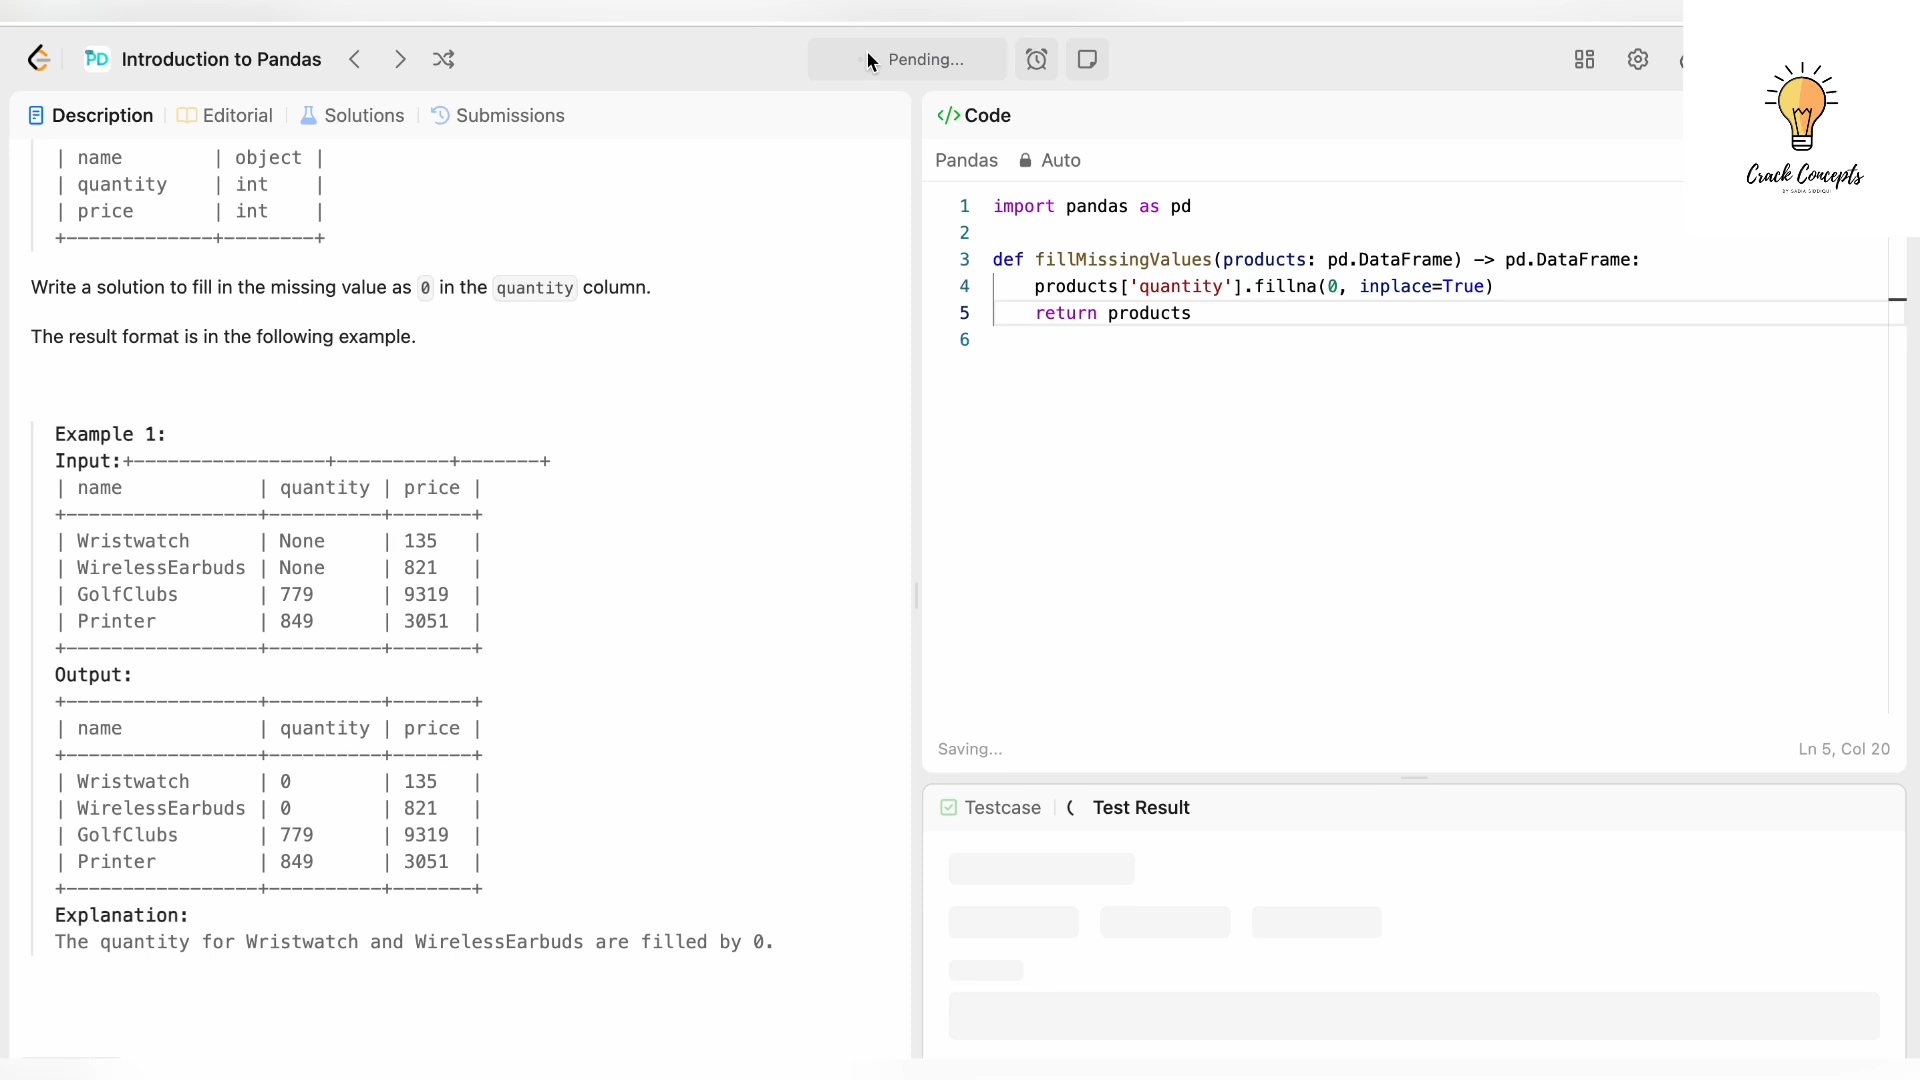 Introduction to Pandas
Pending...
Description
Editorial
Solutions
Submissions
| name | object |
| quantity | int |
| price | int |
+-------------+--------+
Write a solution to fill in the missing value as 0 in the quantity column.
The result format is in the following example.
Example 1:
Input:+-----------------+----------+-------+
| name | quantity | price |
+-----------------+----------+-------+
| Wristwatch | None | 135 |
| WirelessEarbuds | None | 821 |
| GolfClubs | 779 | 9319 |
| Printer | 849 | 3051 |
+-----------------+----------+-------+
Output:
+-----------------+----------+-------+
| name | quantity | price |
+-----------------+----------+-------+
| Wristwatch | 0 | 135 |
| WirelessEarbuds | 0 | 821 |
| GolfClubs | 779 | 9319 |
| Printer | 849 | 3051 |
+-----------------+----------+-------+
Explanation:
The quantity for Wristwatch and WirelessEarbuds are filled by 0.
</> Code
Pandas Auto
1 import pandas as pd
2
3 def fillMissingValues(products: pd.DataFrame) -> pd.DataFrame:
4 products['quantity'].fillna(0, inplace=True)
5 return products
6
Saving...
Ln 5, Col 20
Testcase
Test Result
Crack Concepts
BY SADIA SIDDIQUI